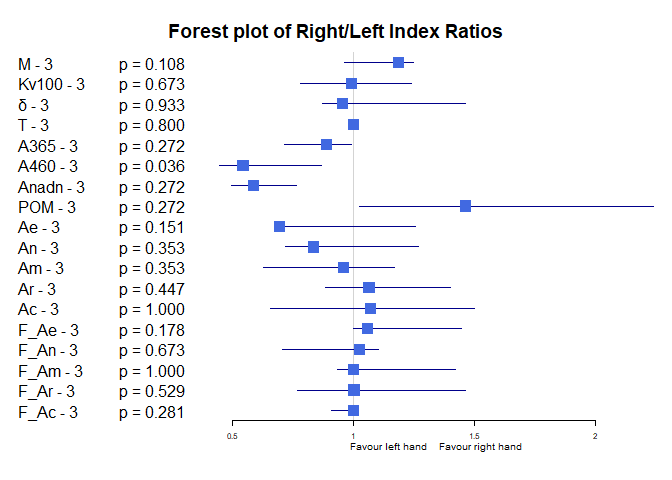 Forest plot of Right/Left Index Ratios
M - 3 p = 0.108
Kv100 - 3 p = 0.673
δ - 3 p = 0.933
T - 3 p = 0.800
A365 - 3 p = 0.272
A460 - 3 p = 0.036
Anadn - 3 p = 0.272
POM - 3 p = 0.272
Ae - 3 p = 0.151
An - 3 p = 0.353
Am - 3 p = 0.353
Ar - 3 p = 0.447
Ac - 3 p = 1.000
F_Ae - 3 p = 0.178
F_An - 3 p = 0.673
F_Am - 3 p = 1.000
F_Ar - 3 p = 0.529
F_Ac - 3 p = 0.281
0.5 1 1.5 2
Favour left hand Favour right hand